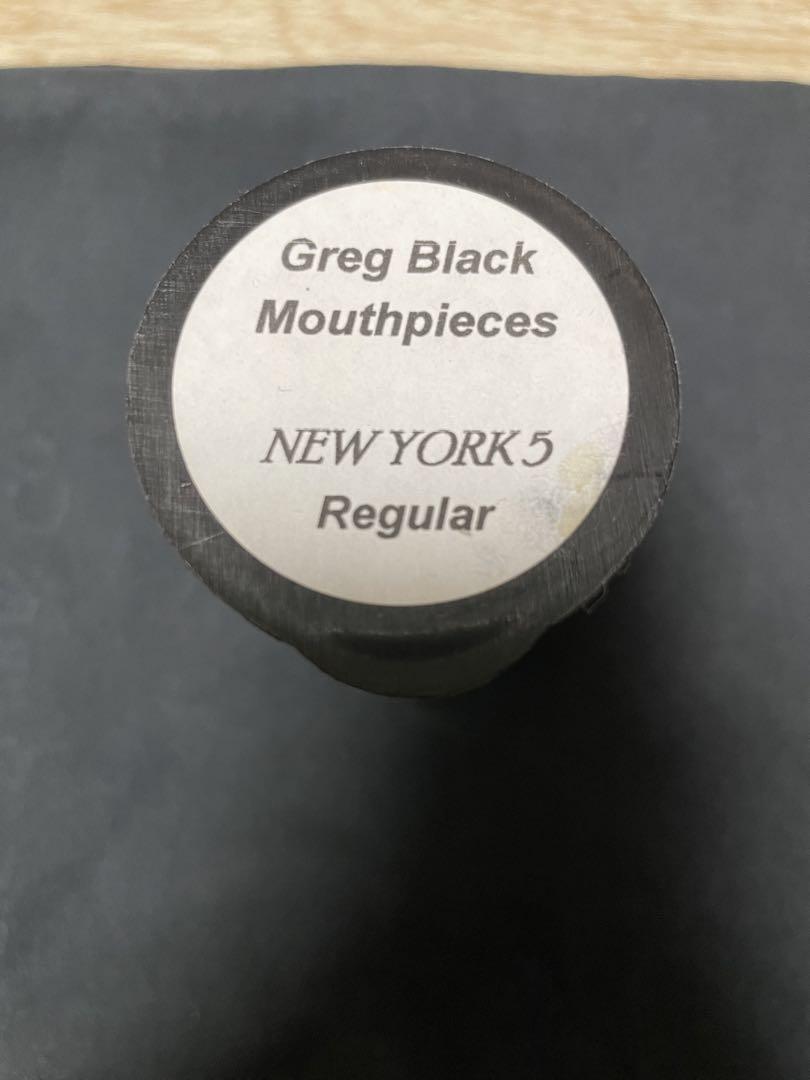 Greg Black
Mouthpieces
NEW YORK 5
Regular